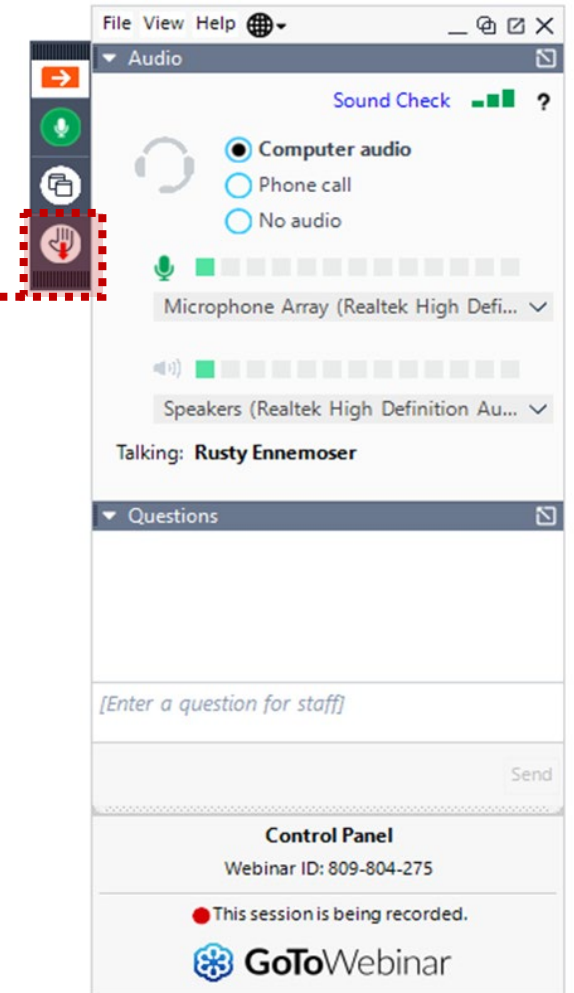 File View Help
Audio
Sound Check ?
Computer audio
Phone call
No audio
Microphone Array (Realtek High Defi...
Speakers (Realtek High Definition Au...
Talking: Rusty Ennemoser
Questions
[Enter a question for staff]
Send
Control Panel
Webinar ID: 809-804-275
This session is being recorded.
GoToWebinar